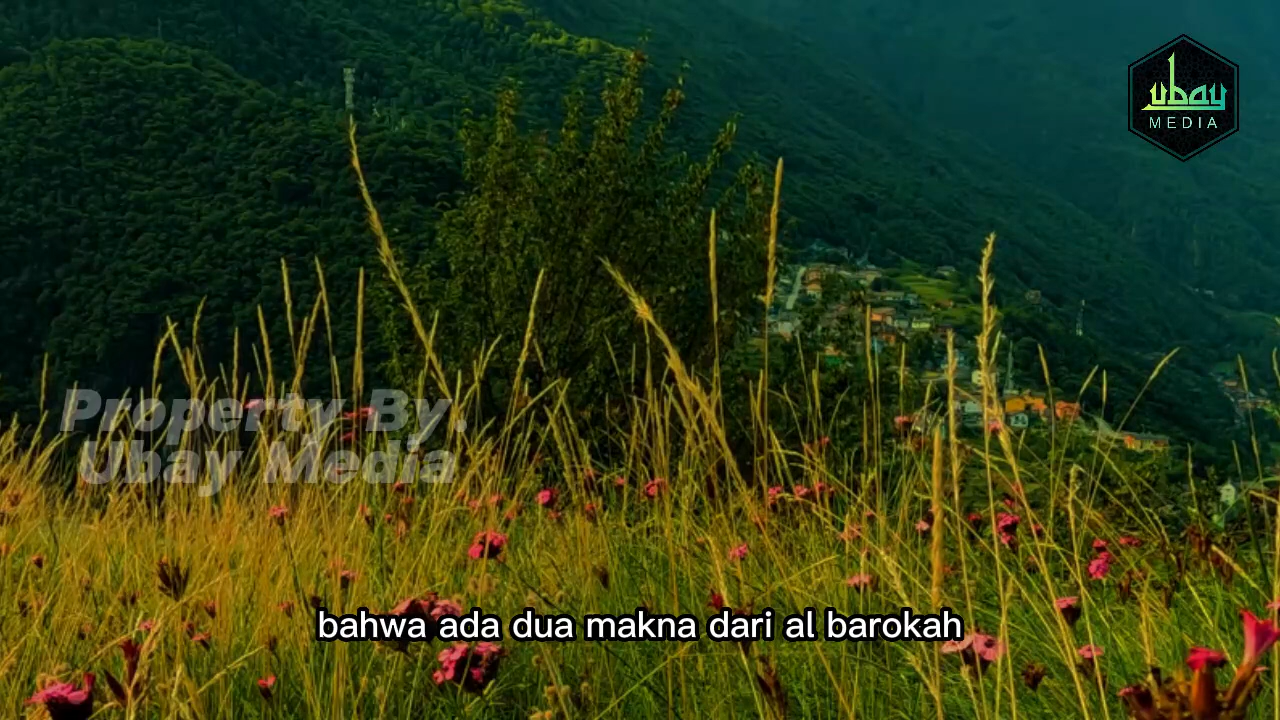 ubay
MEDIA
Property By.
Ubay Media
bahwa ada dua makna dari al barokah